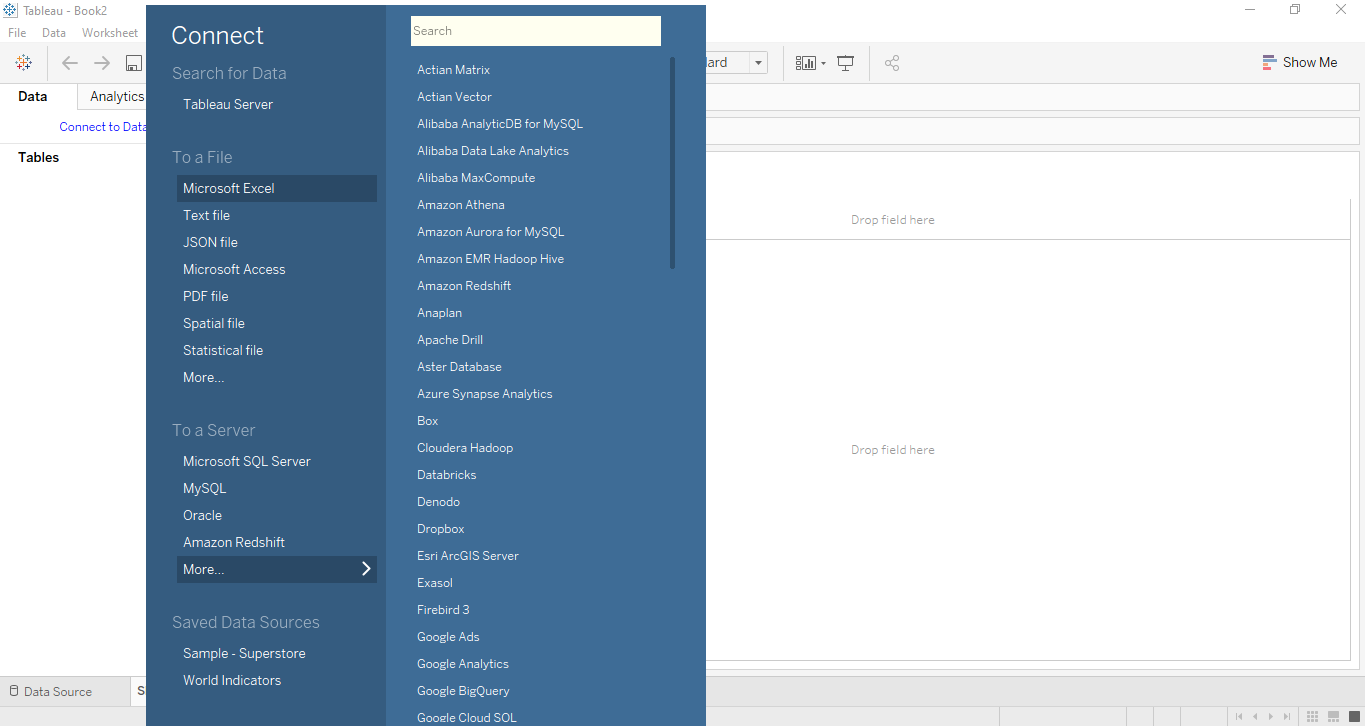 Tableau - Book2
File Data Worksheet
Data
Analytics
Connect to Data
Tables
Connect
Search for Data
Tableau Server
To a File
Microsoft Excel
Text file
JSON file
Microsoft Access
PDF file
Spatial file
Statistical file
More...
To a Server
Microsoft SQL Server
MySQL
Oracle
Amazon Redshift
More...
Saved Data Sources
Sample - Superstore
World Indicators
Search
Actian Matrix
Actian Vector
Alibaba AnalyticDB for MySQL
Alibaba Data Lake Analytics
Alibaba MaxCompute
Amazon Athena
Amazon Aurora for MySQL
Amazon EMR Hadoop Hive
Amazon Redshift
Anaplan
Apache Drill
Aster Database
Azure Synapse Analytics
Box
Cloudera Hadoop
Databricks
Denodo
Dropbox
Esri ArcGIS Server
Exasol
Firebird 3
Google Ads
Google Analytics
Google BigQuery
Google Cloud SQL
ard
Show Me
Drop field here
Drop field here
Data Source
S